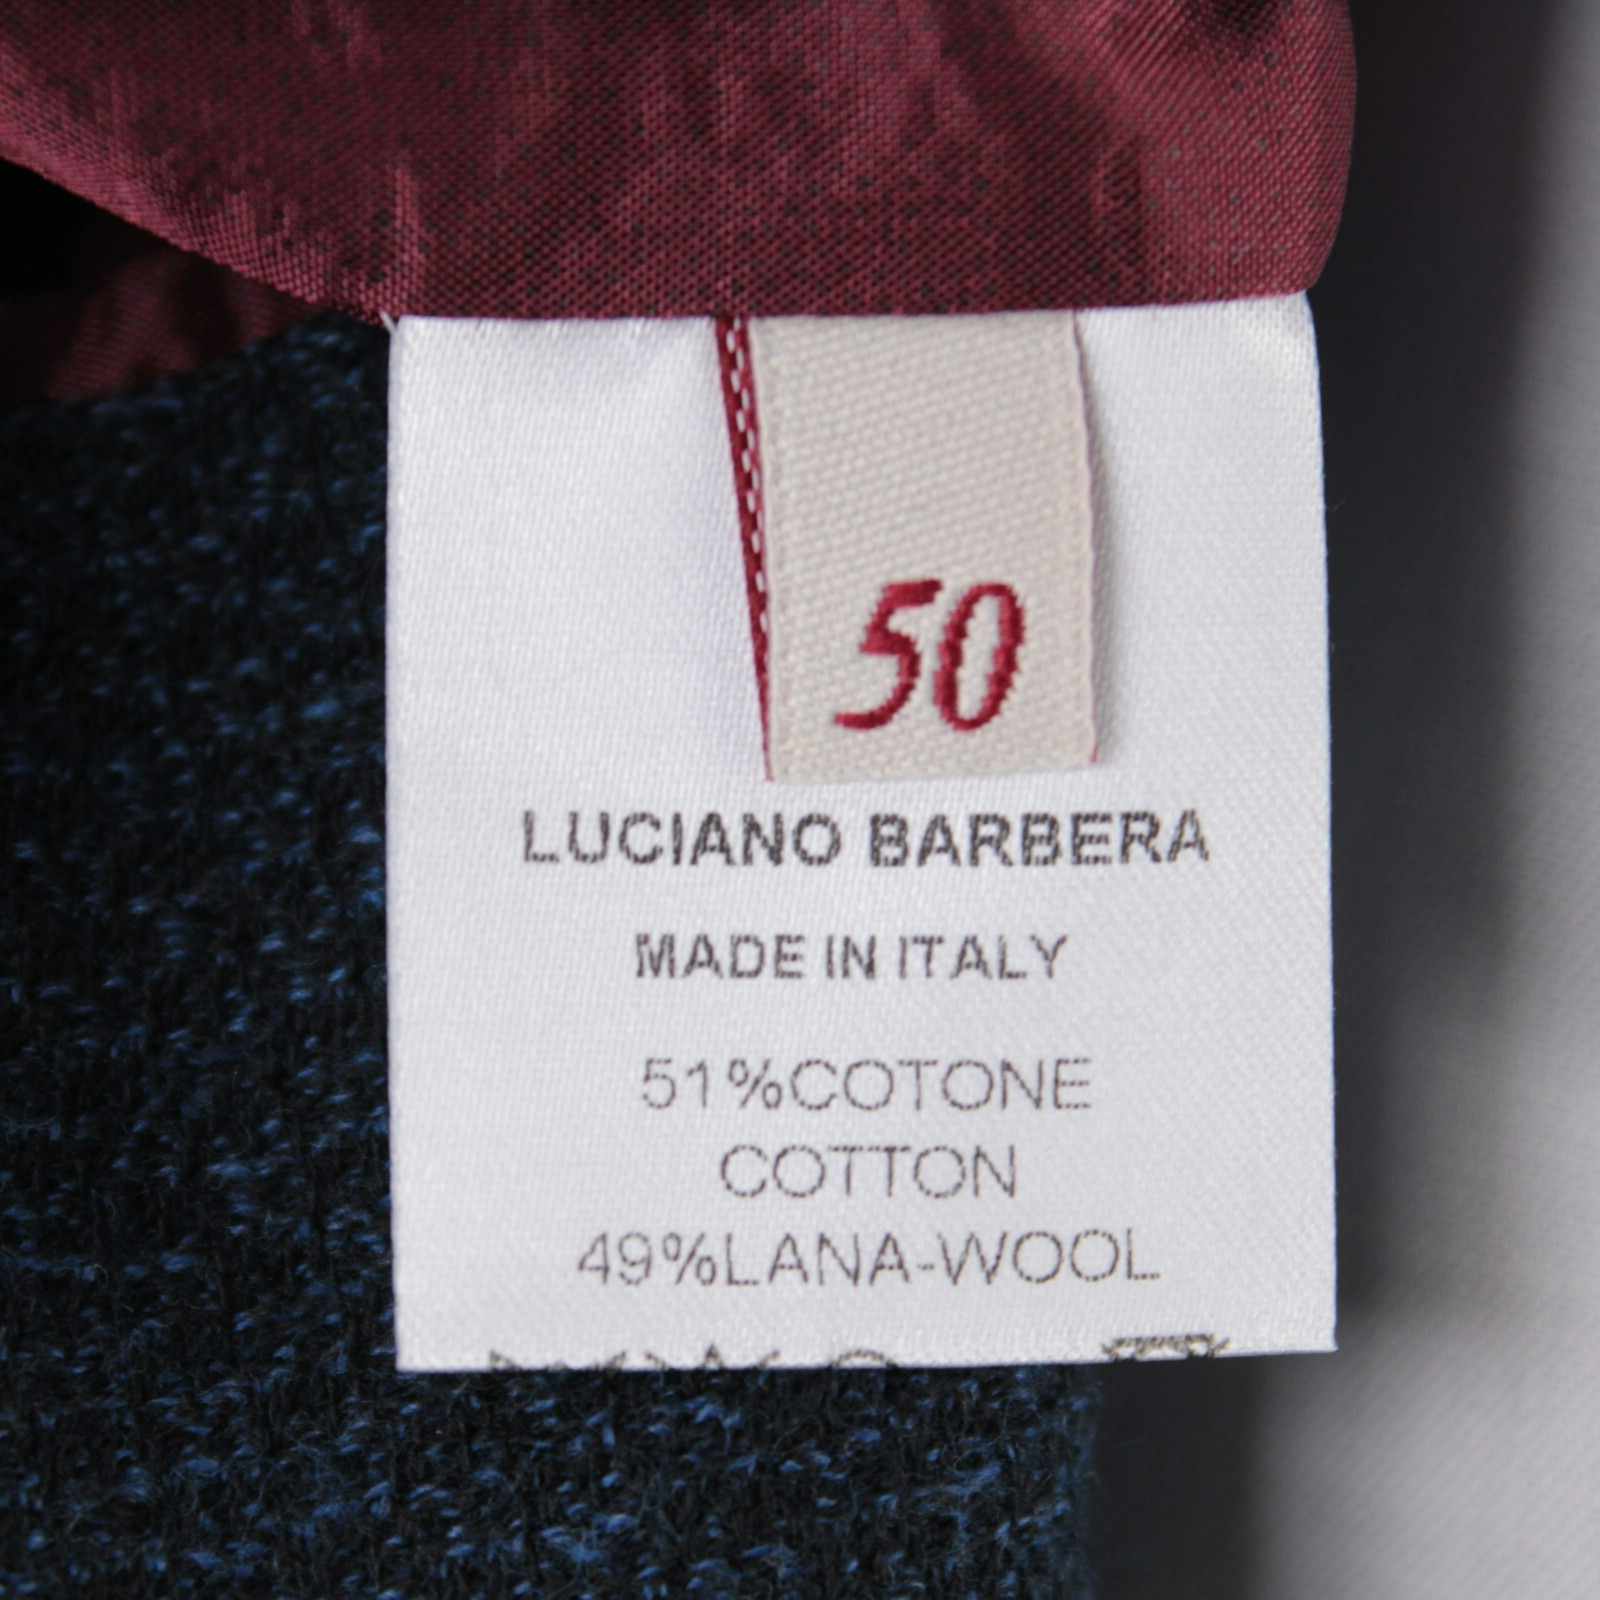 50
LUCIANO BARBERA
MADE IN ITALY
51%COTONE
COTTON
49%LANA-WOOL